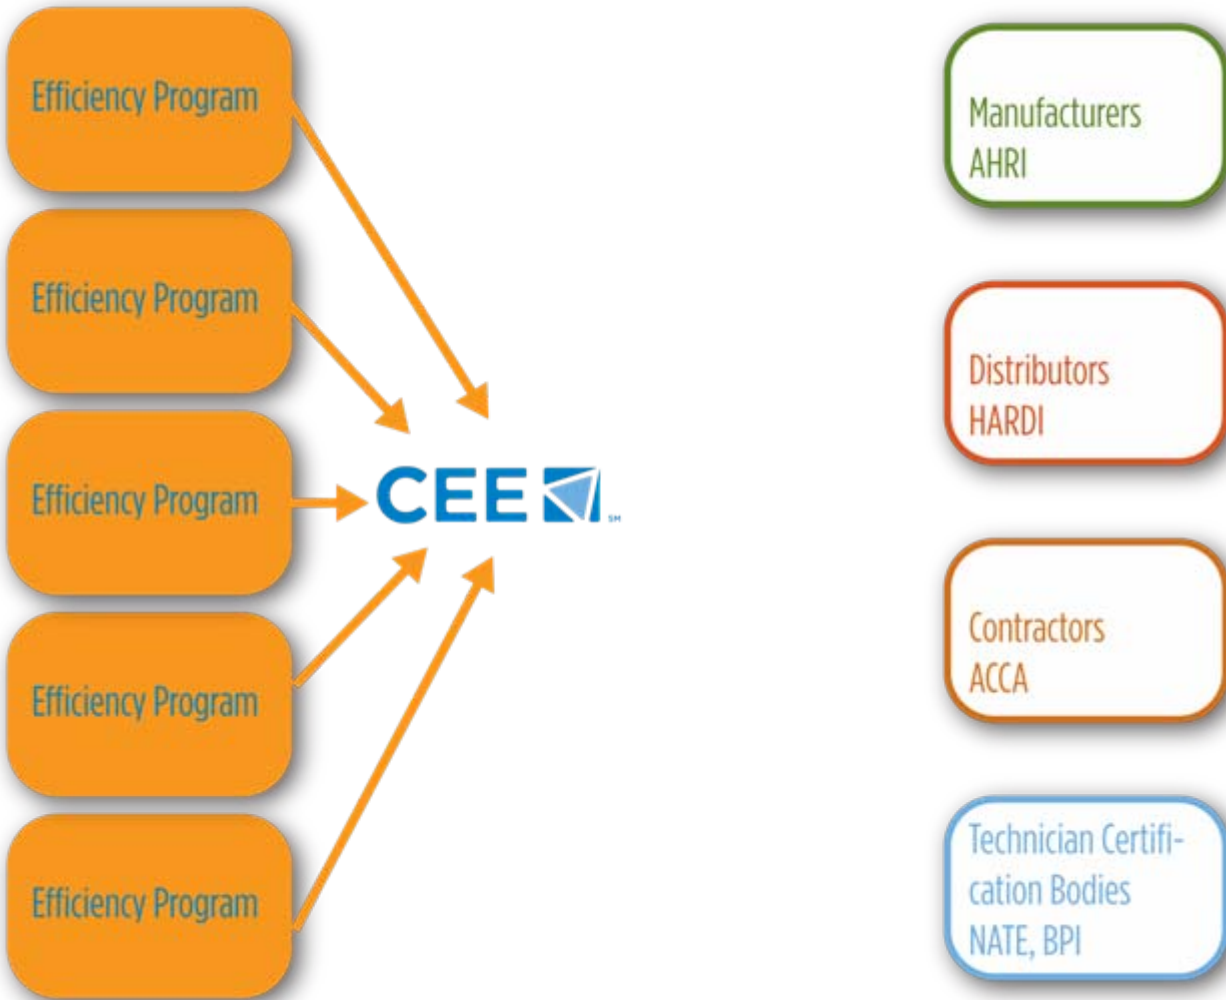 Efficiency Program
Efficiency Program
Efficiency Program
Efficiency Program
Efficiency Program
CEE
SM
Manufacturers
AHRI
Distributors
HARDI
Contractors
ACCA
Technician Certifi-
cation Bodies
NATE, BPI